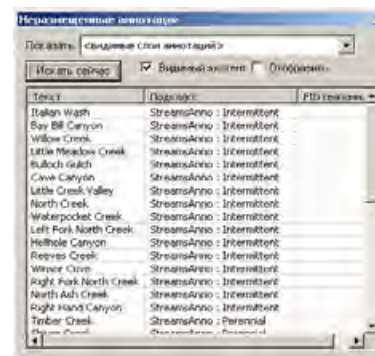 Неразмещенные аннотации
Показать <видимые слои аннотаций>
Искать сейчас Видимый экстент
Текст Подкласс FID
Italian Wash StreamsAnno : Intermittent
Bay Bill Canyon StreamsAnno : Intermittent
Willow Creek StreamsAnno : Intermittent
Little Meadow Creek StreamsAnno : Intermittent
Bulloch Gulch StreamsAnno : Intermittent
Cave Canyon StreamsAnno : Intermittent
Little Creek Valley StreamsAnno : Intermittent
North Creek StreamsAnno : Intermittent
Waterpocket Creek StreamsAnno : Intermittent
Left Fork North Creek StreamsAnno : Intermittent
Hellhole Canyon StreamsAnno : Intermittent
Reeves Creek StreamsAnno : Intermittent
StreamsAnno : Intermittent
Right Fork North Creek StreamsAnno : Intermittent
North Ash Creek StreamsAnno : Intermittent
Right Hand Canyon StreamsAnno : Intermittent
Timber Creek StreamsAnno : Perennial